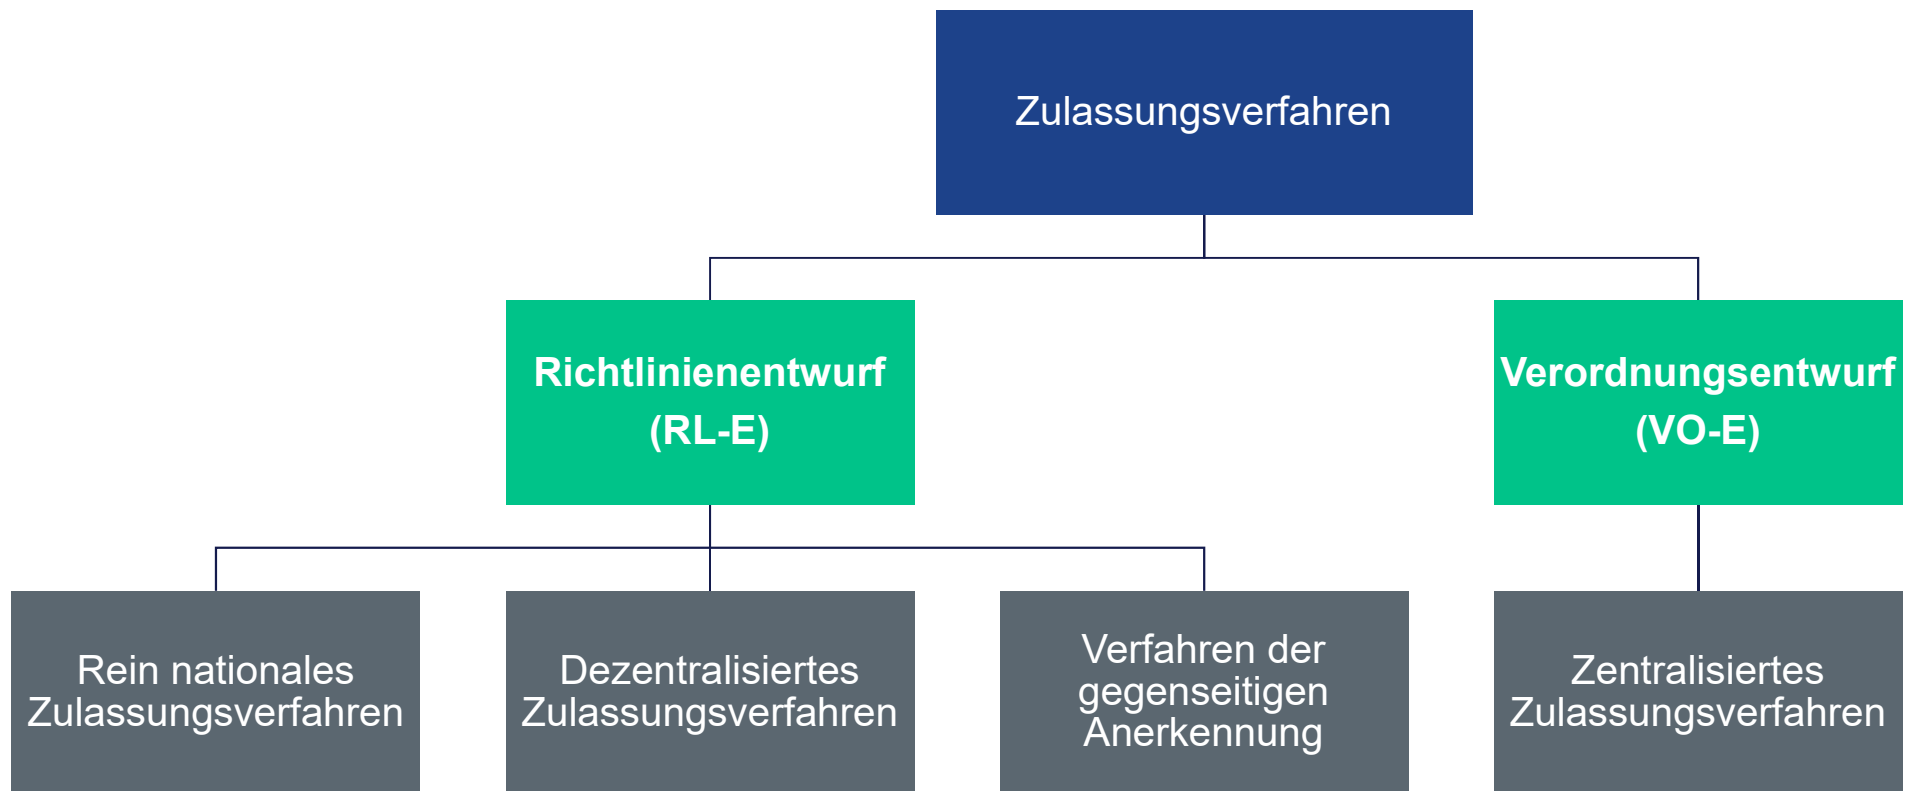 Zulassungsverfahren
Richtlinienentwurf
(RL-E)
Verordnungsentwurf
(VO-E)
Rein nationales
Zulassungsverfahren
Dezentralisiertes
Zulassungsverfahren
Verfahren der
gegenseitigen
Anerkennung
Zentralisiertes
Zulassungsverfahren